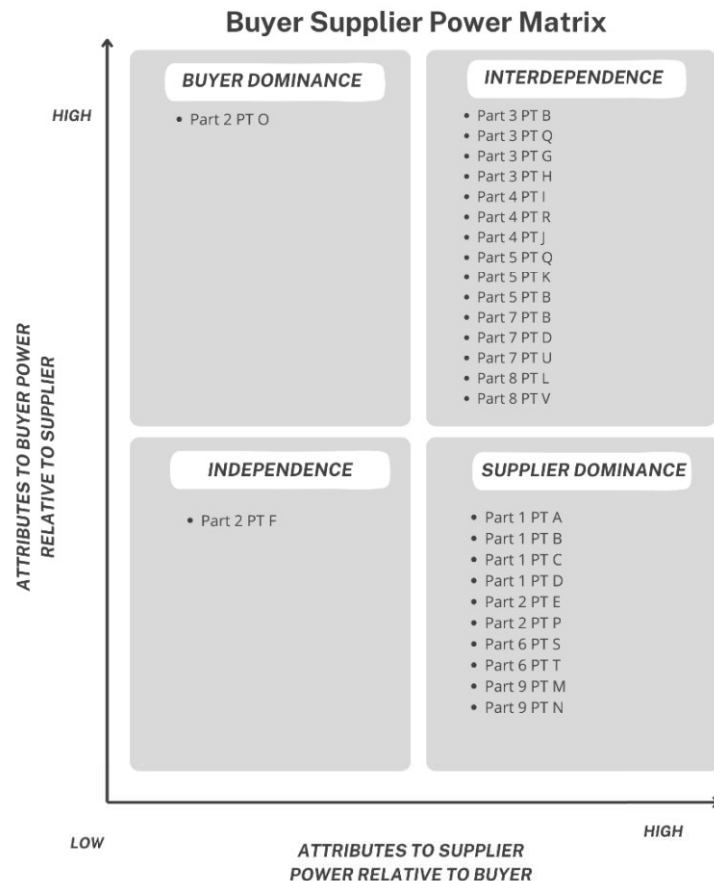 Buyer Supplier Power Matrix
HIGH
ATTRIBUTES TO BUYER POWER
RELATIVE TO SUPPLIER
BUYER DOMINANCE
• Part 2 PT O
INTERDEPENDENCE
• Part 3 PT B
• Part 3 PT Q
• Part 3 PT G
• Part 3 PT H
• Part 4 PT I
• Part 4 PT R
• Part 4 PT J
• Part 5 PT Q
• Part 5 PT K
• Part 5 PT B
• Part 7 PT B
• Part 7 PT D
• Part 7 PT U
• Part 8 PT L
• Part 8 PT V
INDEPENDENCE
• Part 2 PT F
SUPPLIER DOMINANCE
• Part 1 PT A
• Part 1 PT B
• Part 1 PT C
• Part 1 PT D
• Part 2 PT E
• Part 2 PT P
• Part 6 PT S
• Part 6 PT T
• Part 9 PT M
• Part 9 PT N
LOW
HIGH
ATTRIBUTES TO SUPPLIER
POWER RELATIVE TO BUYER